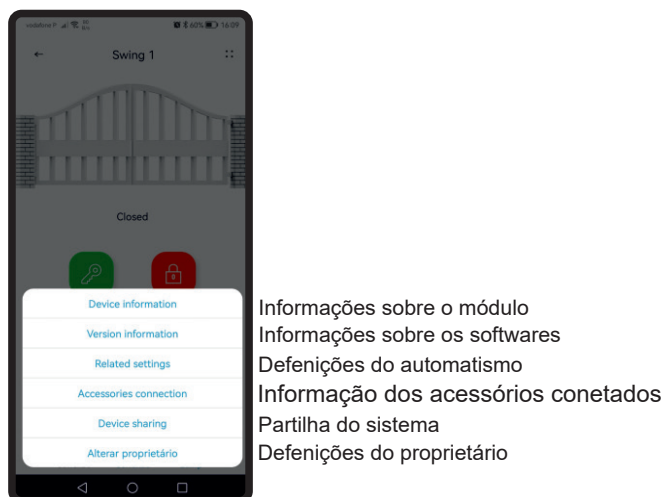 vodafone P 60% 16:09
Swing 1
Closed
Device information
Informações sobre o módulo
Version information
Informações sobre os softwares
Related settings
Defenições do automatismo
Accessories connection
Informação dos acessórios conetados
Device sharing
Partilha do sistema
Alterar proprietário
Defenições do proprietário